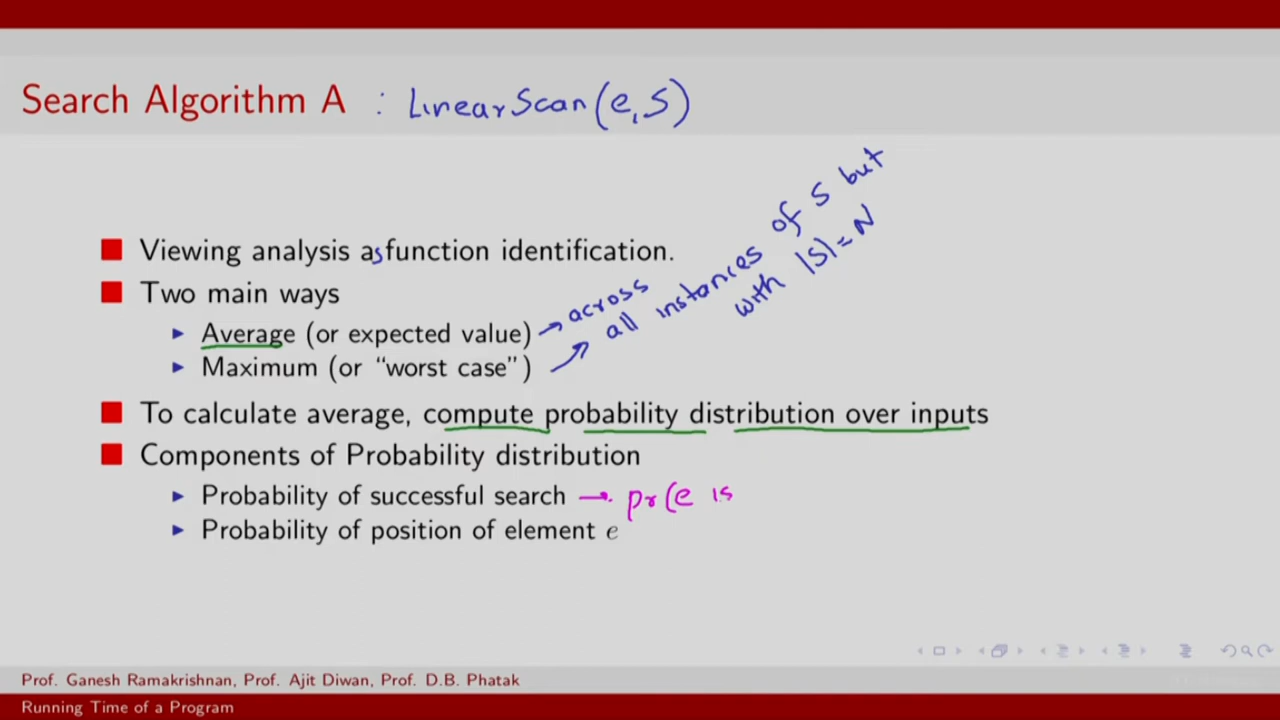 Search Algorithm A : LinearScan(e,S)
Viewing analysis as function identification.
Two main ways
Average (or expected value) → across
Maximum (or “worst case”) → all instances of S but
with |S|=N
To calculate average, compute probability distribution over inputs
Components of Probability distribution
Probability of successful search → pr(e is
Probability of position of element e
Prof. Ganesh Ramakrishnan, Prof. Ajit Diwan, Prof. D.B. Phatak
Running Time of a Program